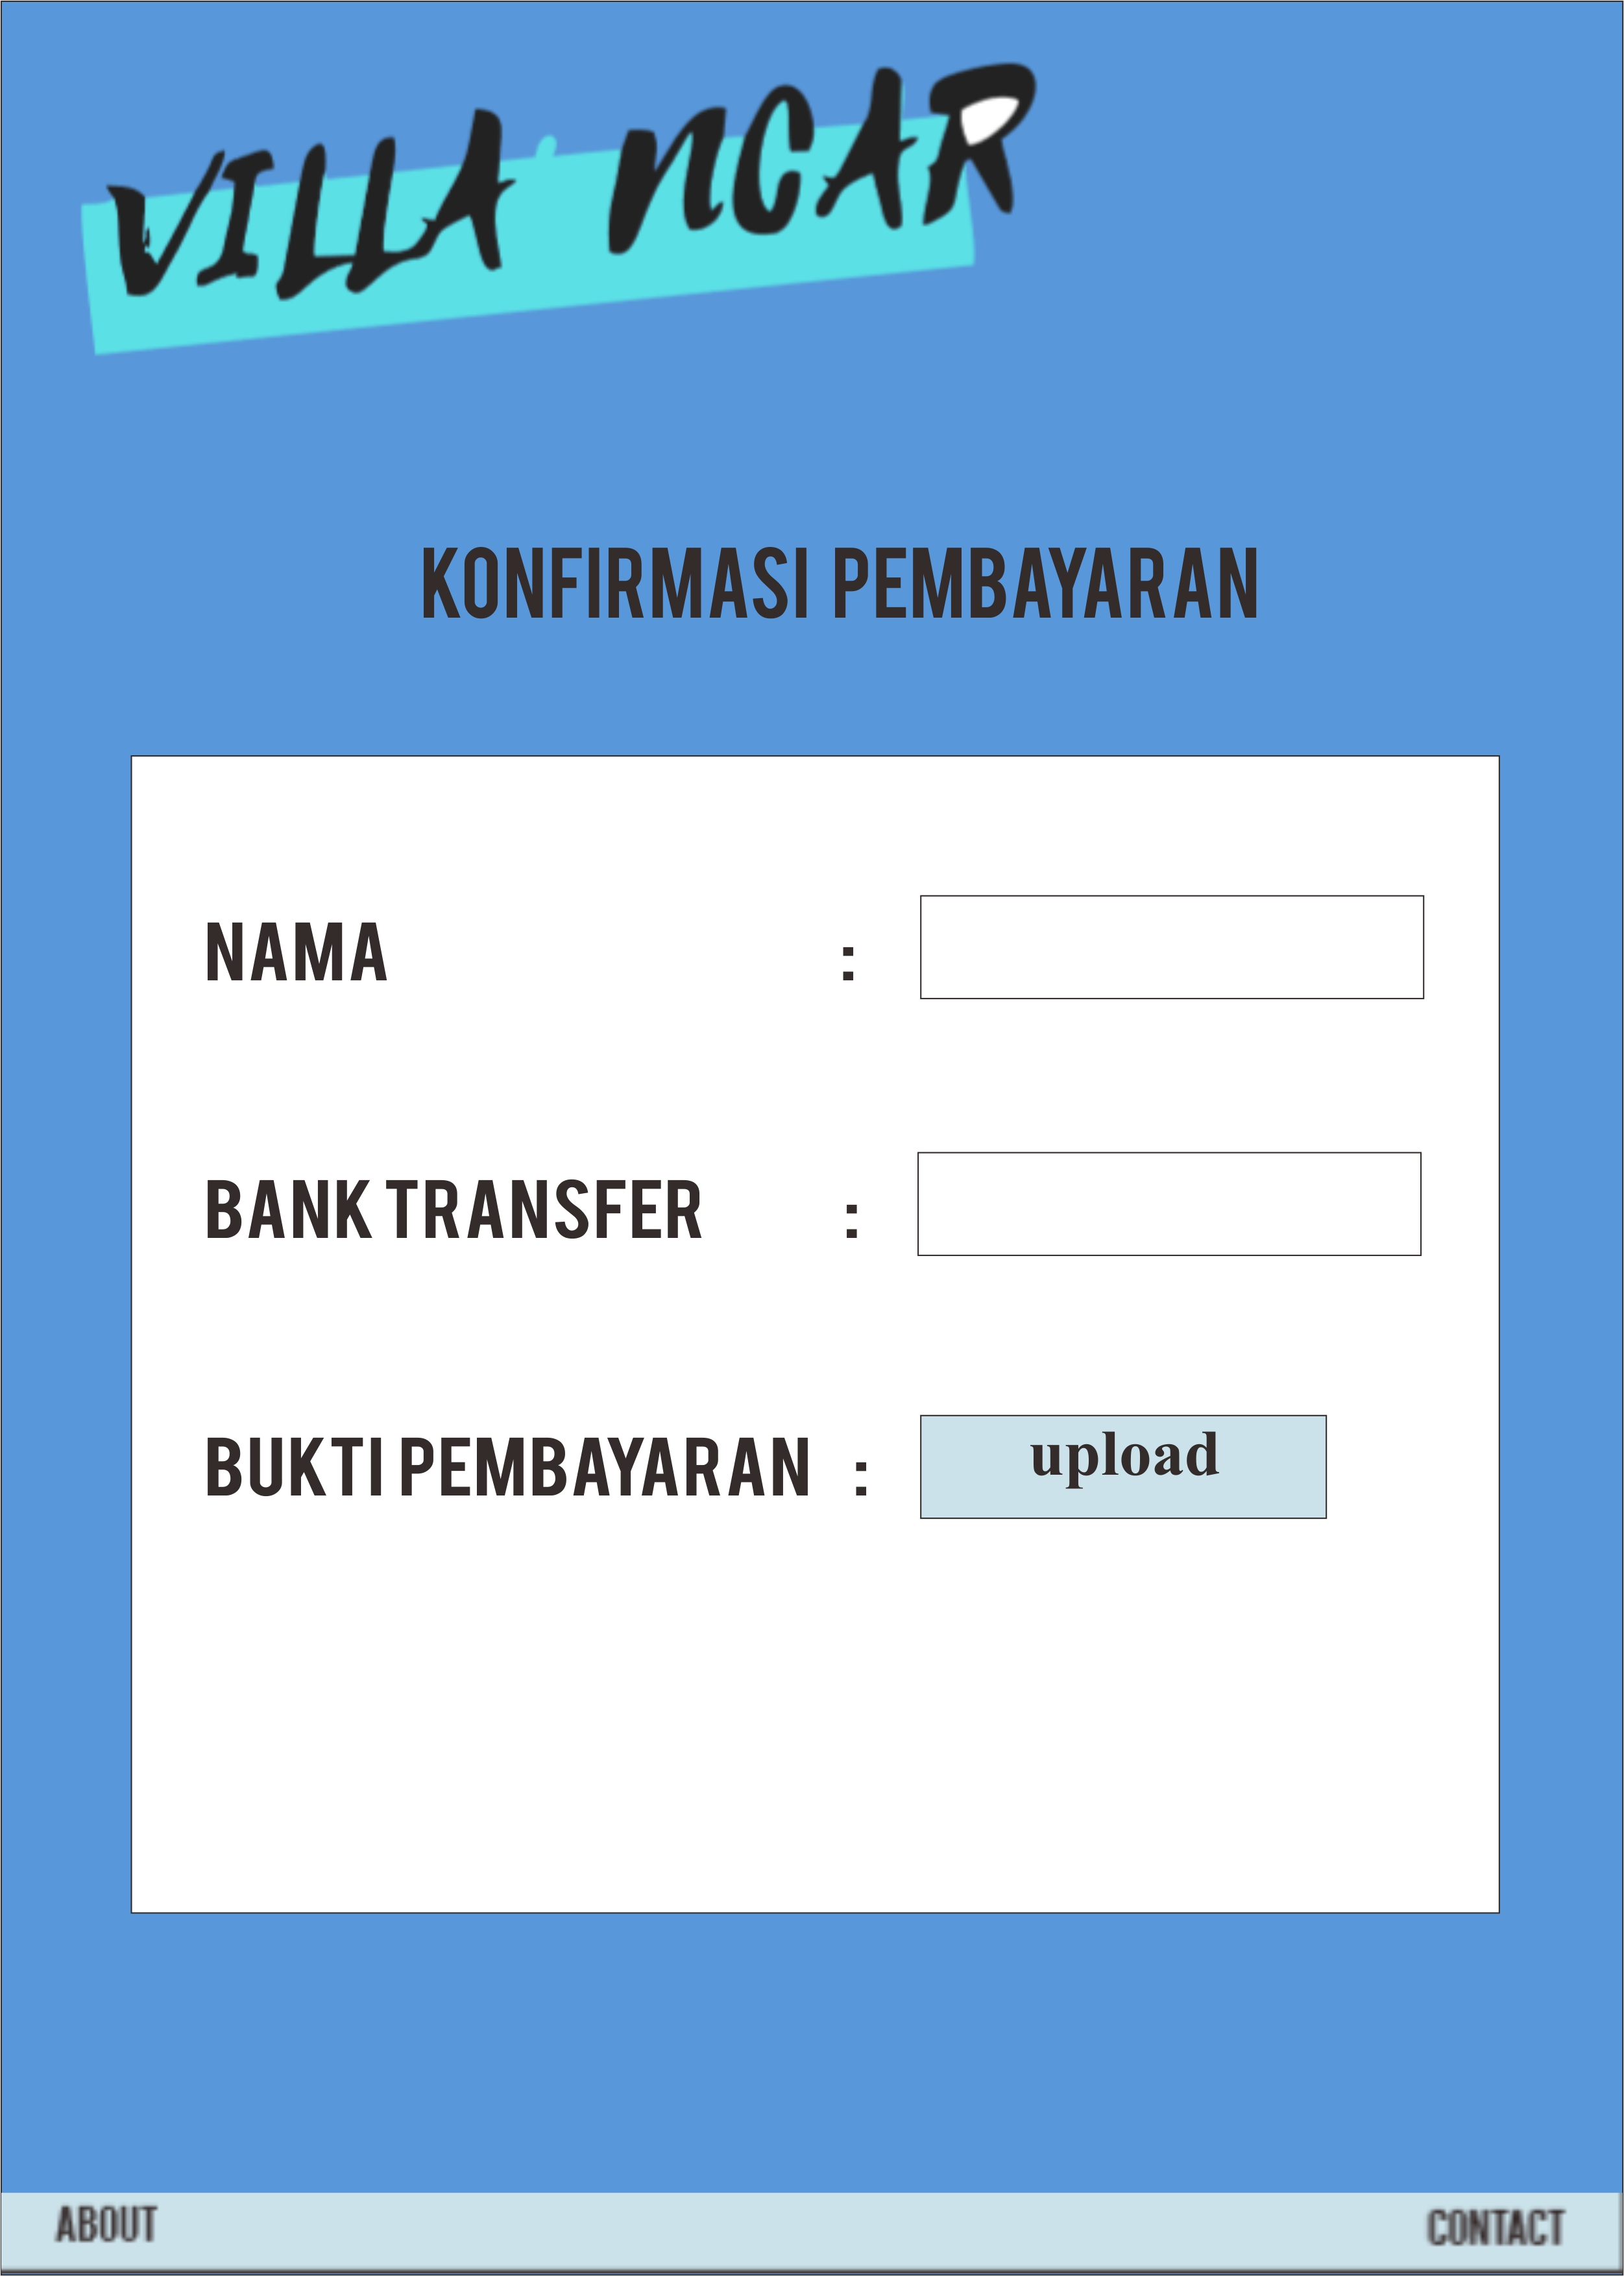 VILLA' NCAR
KONFIRMASI PEMBAYARAN
NAMA :
BANK TRANSFER :
BUKTI PEMBAYARAN : upload
ABOUT CONTACT